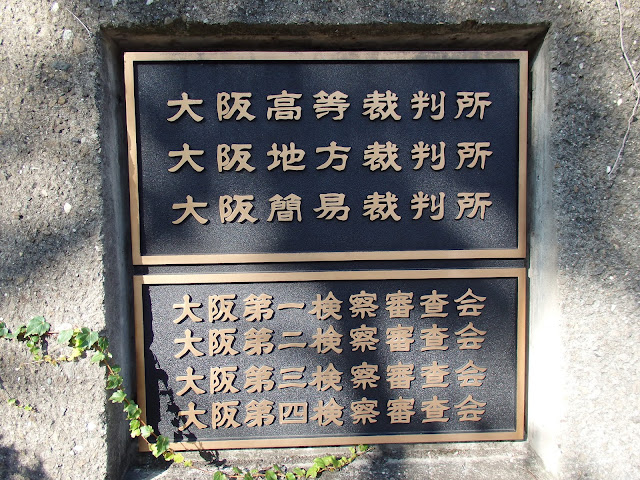 大阪高等裁判所
大阪地方裁判所
大阪簡易裁判所
大阪第一検察審査会
大阪第二検察審査会
大阪第三検察審査会
大阪第四検察審査会